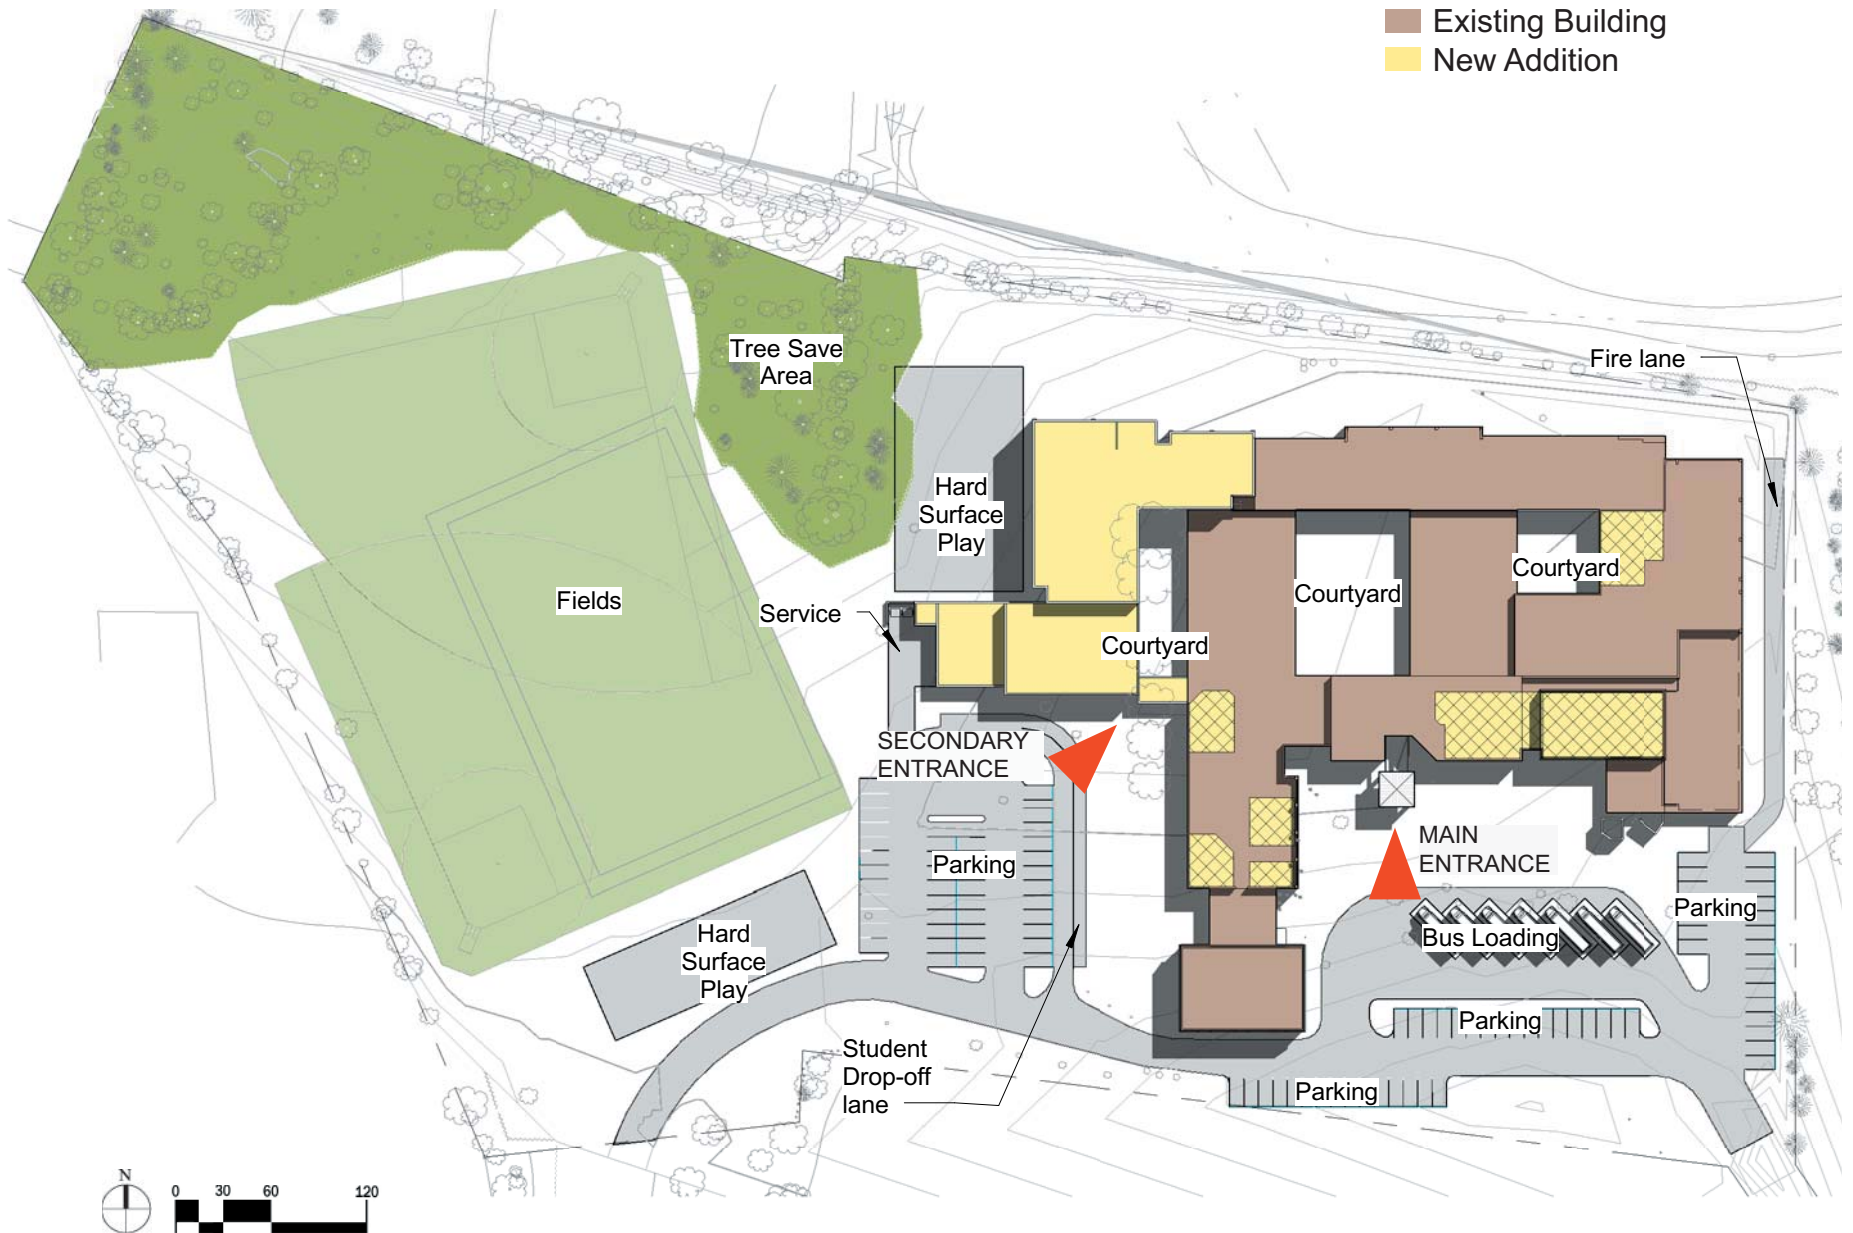 Existing Building
New Addition
Tree Save
Area
Fire lane
Hard
Surface
Play
Courtyard
Courtyard
Fields
Service
Courtyard
SECONDARY
ENTRANCE
MAIN
ENTRANCE
Parking
Parking
Bus Loading
Hard
Surface
Play
Parking
Student
Drop-off
lane
Parking
N
0 30 60 120